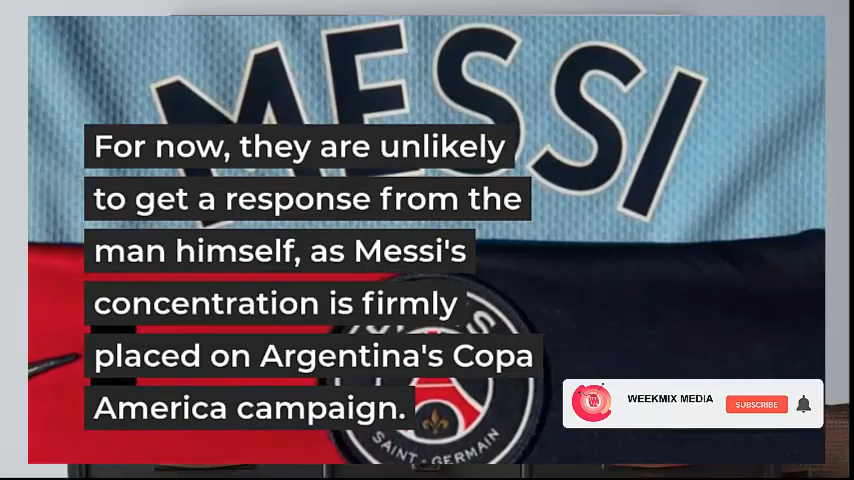 MESSI
For now, they are unlikely
to get a response from the
man himself, as Messi's
concentration is firmly
placed on Argentina's Copa
America campaign.
WEEKMIX MEDIA
SUBSCRIBE
SAINT-GERMAIN